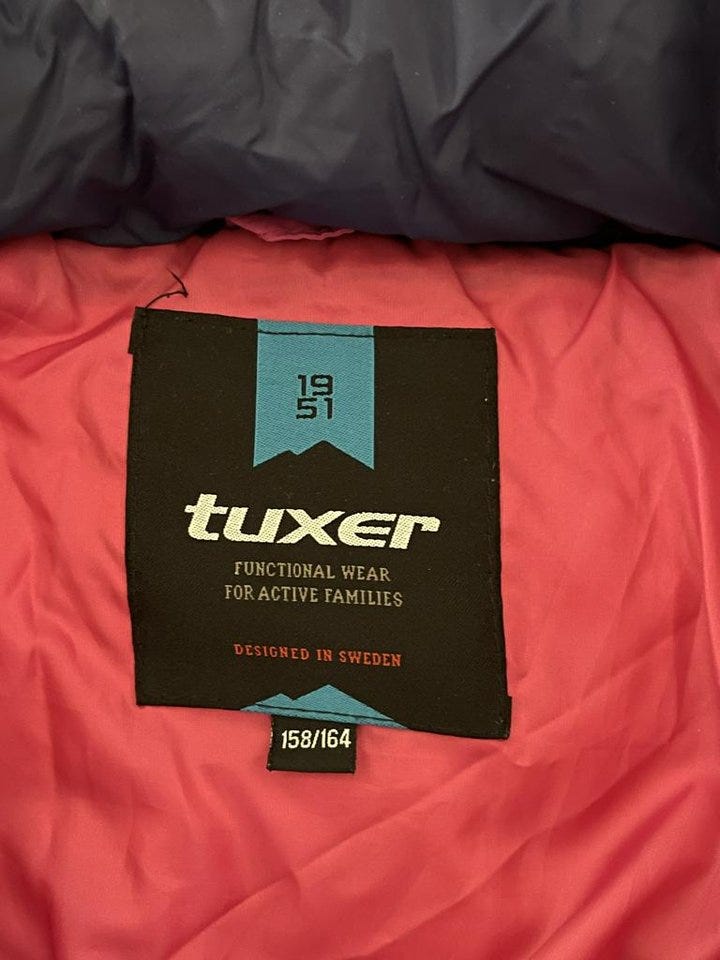 19
51
tuxer
FUNCTIONAL WEAR
FOR ACTIVE FAMILIES
DESIGNED IN SWEDEN
158/164